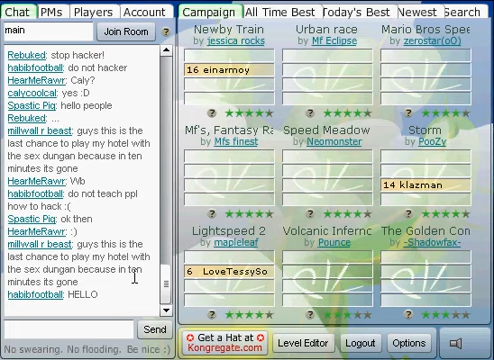 Chat PMs Players Account
Campaign All Time Best Today's Best Newest Search
main
Join Room ?
Rebuked: stop hacker!
habibfootball: do not hacker
HearMeRawr: Caly?
calycoolcal: yes :D
Spastic Pig: hello people
Rebuked: ...
millwall r beast: guys this is the
last chance to play my hotel with
the sex dungan because in ten
minutes its gone
HearMeRawr: Wb
habibfootball: do not teach ppl
how to hack :(
Spastic Pig: ok then
HearMeRawr: :)
millwall r beast: guys this is the
last chance to play my hotel with
the sex dungan because in ten
minutes its gone
habibfootball: HELLO
Send
No swearing. No flooding. Be nice :)
Newby Train
by jessica rocks
16 einarmoy
?
Urban race
by Mf Eclipse
?
Mario Bros Spee
by zerostar(oO)
?
Mf's, Fantasy Ra
by Mfs finest
?
Speed Meadow
by Neomonster
?
Storm
by PooZy
14 klazman
?
Lightspeed 2
by mapleleaf
6 LoveTessySo
?
Volcanic Infernc
by Pounce
?
The Golden Con
by -Shadowfax-
?
Get a Hat at
Kongregate.com
Level Editor
Logout
Options